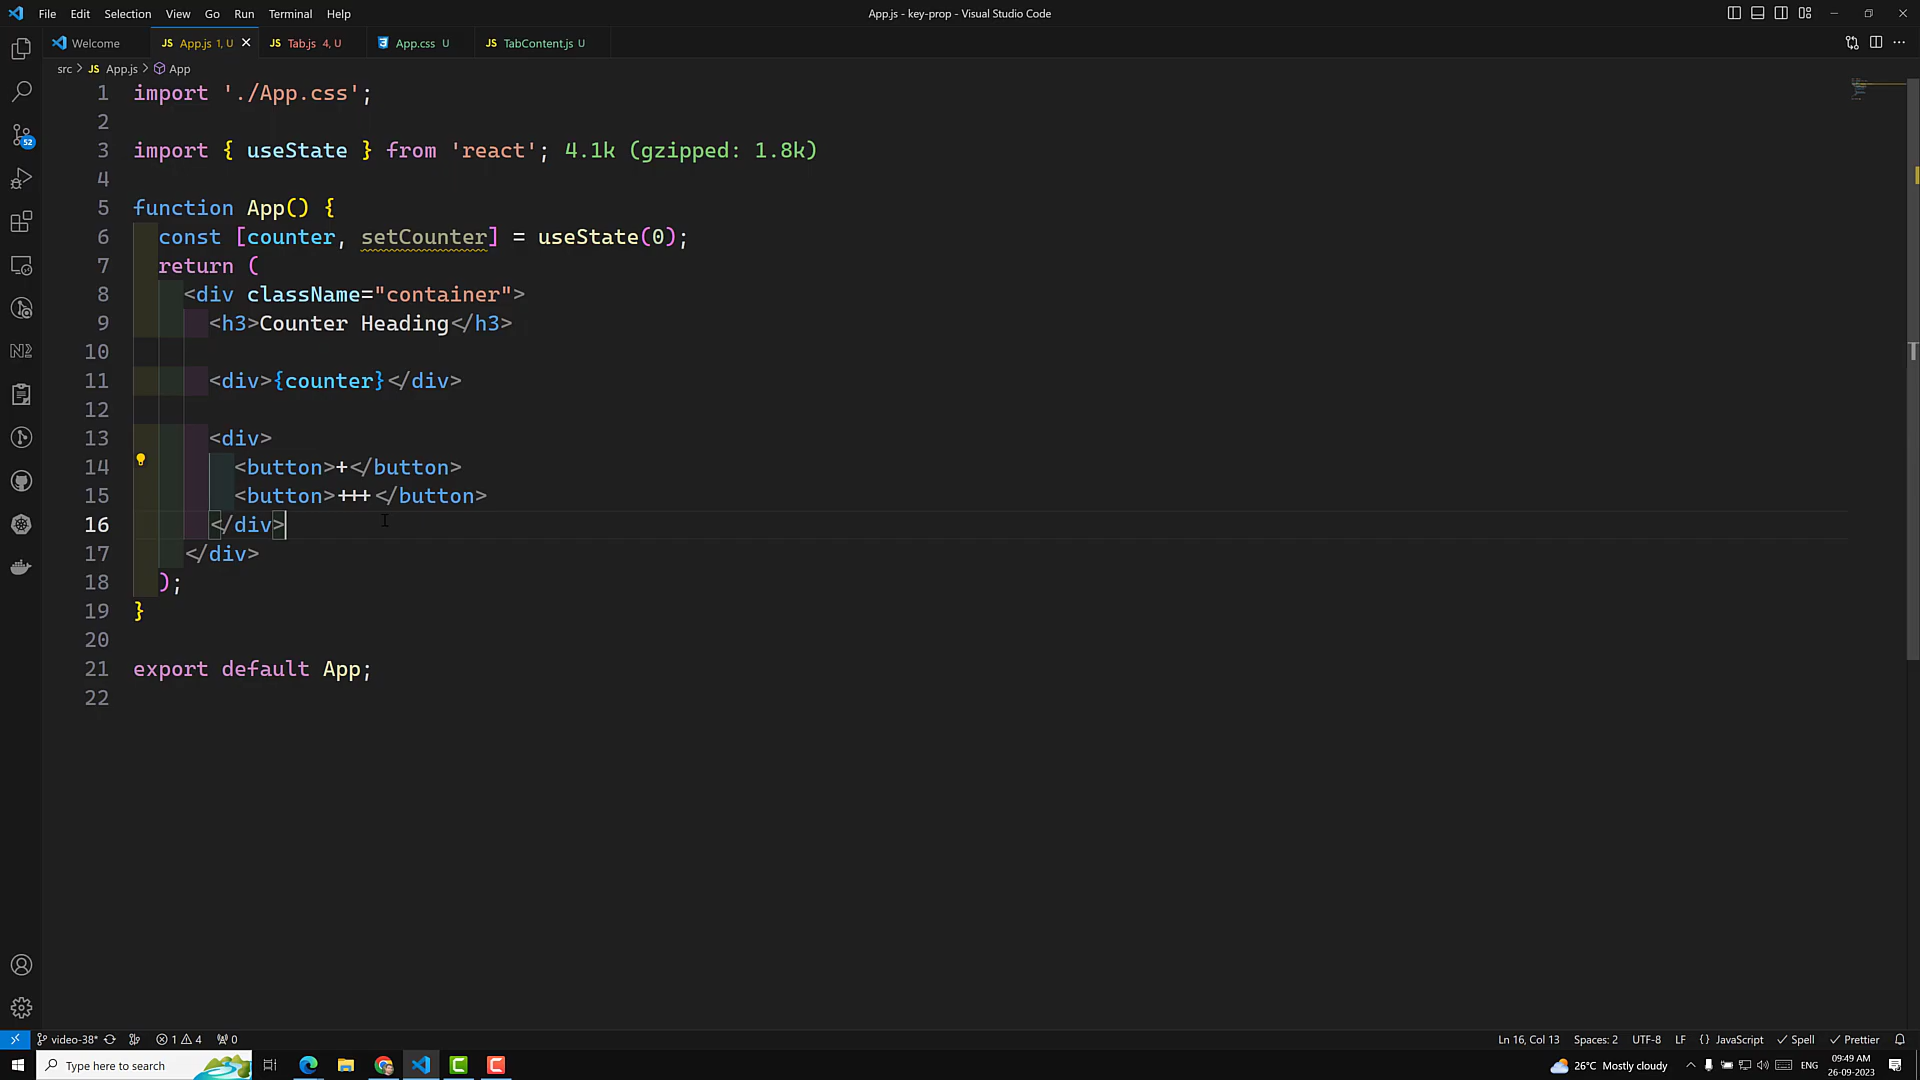 File Edit Selection View Go Run Terminal Help
App.js - key-prop - Visual Studio Code
Welcome
JS App.js 1, U
JS Tab.js 4, U
App.css U
JS TabContent.js U
src > JS App.js > App
1 import './App.css';
2
3 import { useState } from 'react'; 4.1k (gzipped: 1.8k)
4
5 function App() {
6 const [counter, setCounter] = useState(0);
7 return (
8 <div className="container">
9 <h3>Counter Heading</h3>
10
11 <div>{counter}</div>
12
13 <div>
14 <button>+</button>
15 <button>+++</button>
16 </div>
17 </div>
18 );
19 }
20
21 export default App;
22
52
N2
video-38* 1 4 0
Ln 16, Col 13 Spaces: 2 UTF-8 LF {} JavaScript Spell Prettier
Type here to search
26°C Mostly cloudy
ENG
09:49 AM
26-09-2023